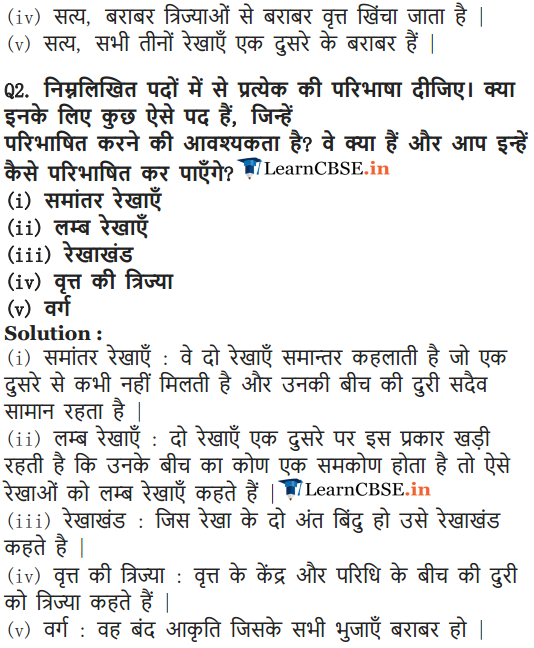 (iv) सत्य, बराबर त्रिज्याओं से बराबर वृत्त खिंचा जाता है |
(v) सत्य, सभी तीनों रेखाएँ एक दुसरे के बराबर हैं |
Q2. निम्नलिखित पदों में से प्रत्येक की परिभाषा दीजिए। क्या
इनके लिए कुछ ऐसे पद हैं, जिन्हें
परिभाषित करने की आवश्यकता है? वे क्या हैं और आप इन्हें
कैसे परिभाषित कर पाएँगे? LearnCBSE.in
(i) समांतर रेखाएँ
(ii) लम्ब रेखाएँ
(iii) रेखाखंड
(iv) वृत्त की त्रिज्या
(v) वर्ग
Solution :
(i) समांतर रेखाएँ : वे दो रेखाएँ समान्तर कहलाती है जो एक
दुसरे से कभी नहीं मिलती है और उनकी बीच की दुरी सदैव
सामान रहता है |
(ii) लम्ब रेखाएँ : दो रेखाएँ एक दुसरे पर इस प्रकार खड़ी
रहती है कि उनके बीच का कोण एक समकोण होता है तो ऐसे
रेखाओं को लम्ब रेखाएँ कहते हैं | LearnCBSE.in
(iii) रेखाखंड : जिस रेखा के दो अंत बिंदु हो उसे रेखाखंड
कहते है |
(iv) वृत्त की त्रिज्या : वृत्त के केंद्र और परिधि के बीच की दुरी
को त्रिज्या कहते हैं |
(v) वर्ग : वह बंद आकृति जिसके सभी भुजाएँ बराबर हो |